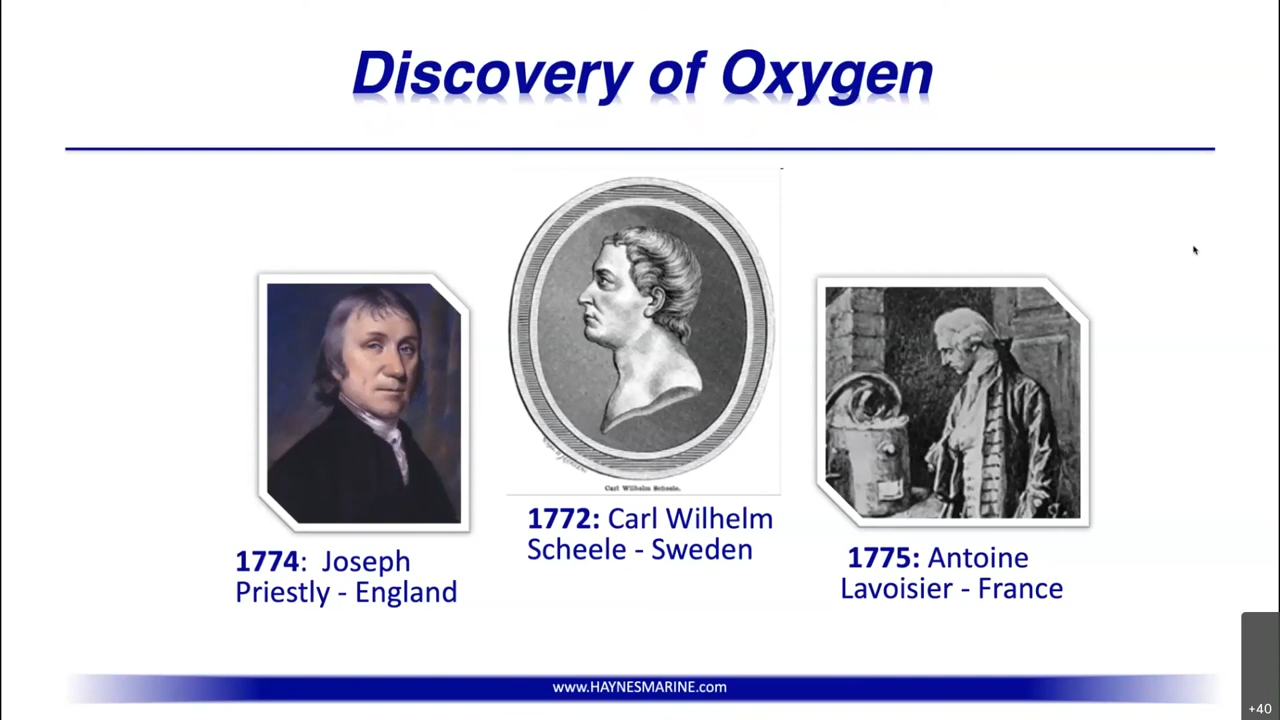 Discovery of Oxygen
Carl Wilhelm Scheele.
1774: Joseph
Priestly - England
1772: Carl Wilhelm
Scheele - Sweden
1775: Antoine
Lavoisier - France
www.HAYNESMARINE.com
+40